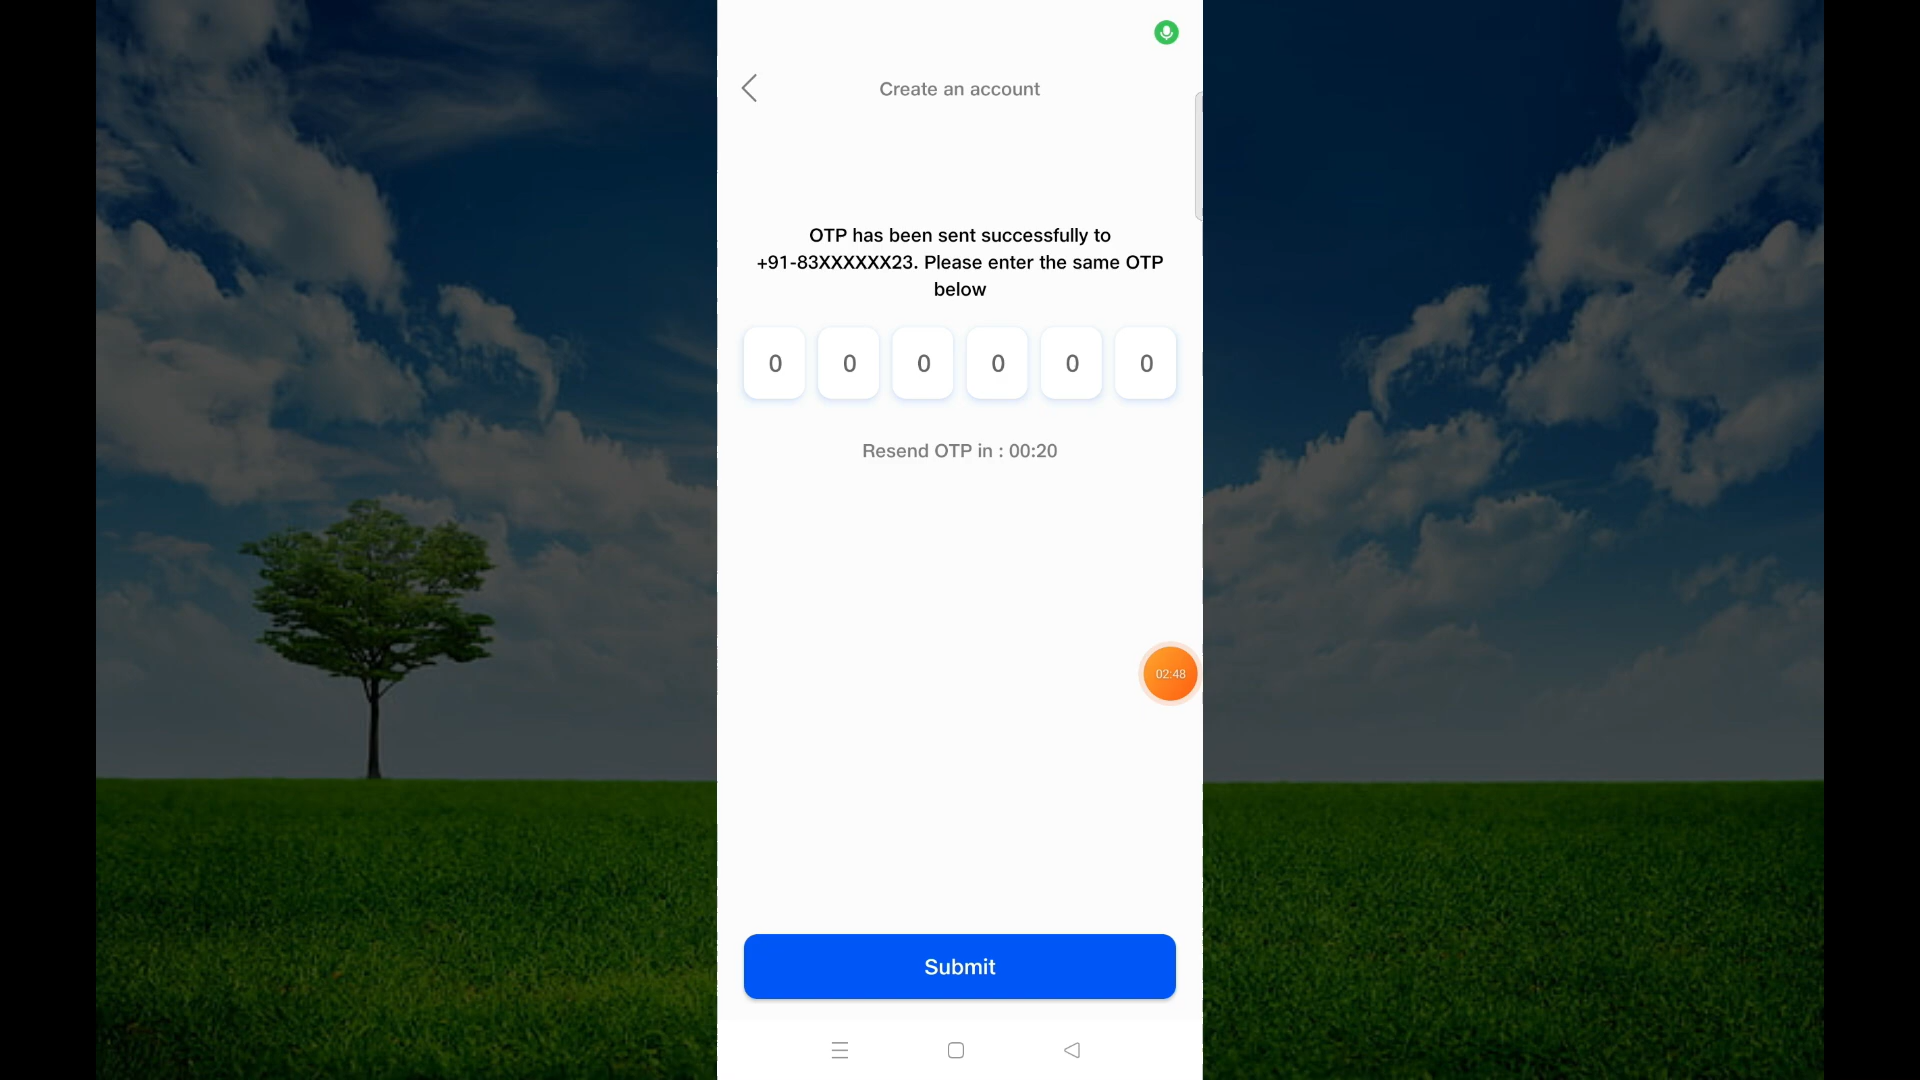 Create an account
OTP has been sent successfully to
+91-83XXXXXX23. Please enter the same OTP
below
0 0 0 0 0 0
Resend OTP in : 00:20
02:48
Submit